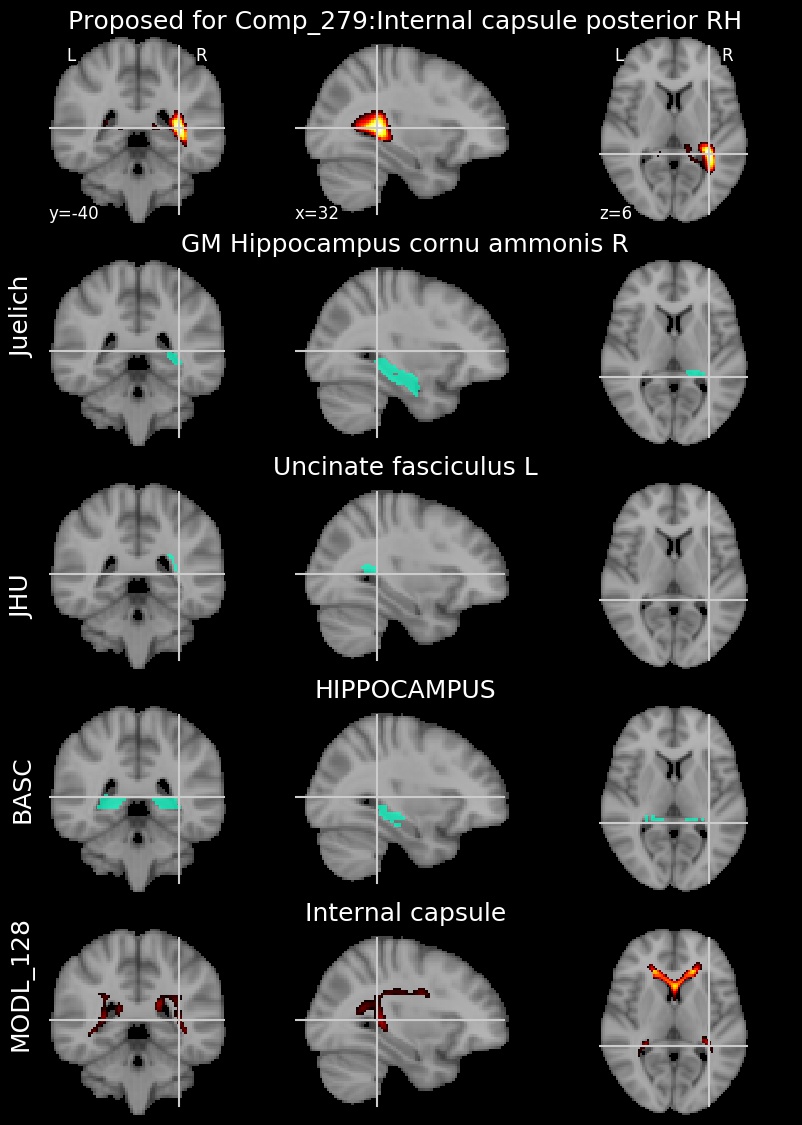 Proposed for Comp_279:Internal capsule posterior RH
L R L R
y=-40 x=32 z=6
GM Hippocampus cornu ammonis R
Juelich
Uncinate fasciculus L
JHU
HIPPOCAMPUS
BASC
Internal capsule
MODL_128